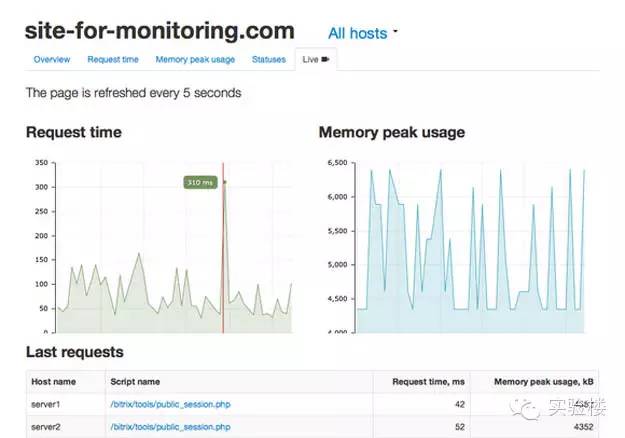 site-for-monitoring.com
All hosts
Overview Request time Memory peak usage Statuses Live
The page is refreshed every 5 seconds
Request time
Memory peak usage
350
300
250
200
150
100
50
0
310 ms
6,500
6,000
5,500
5,000
4,500
4,000
Last requests
Host name Script name Request time, ms Memory peak usage, kB
server1 /bitrix/tools/public_session.php 42
server2 /bitrix/tools/public_session.php 52 4352
实验楼